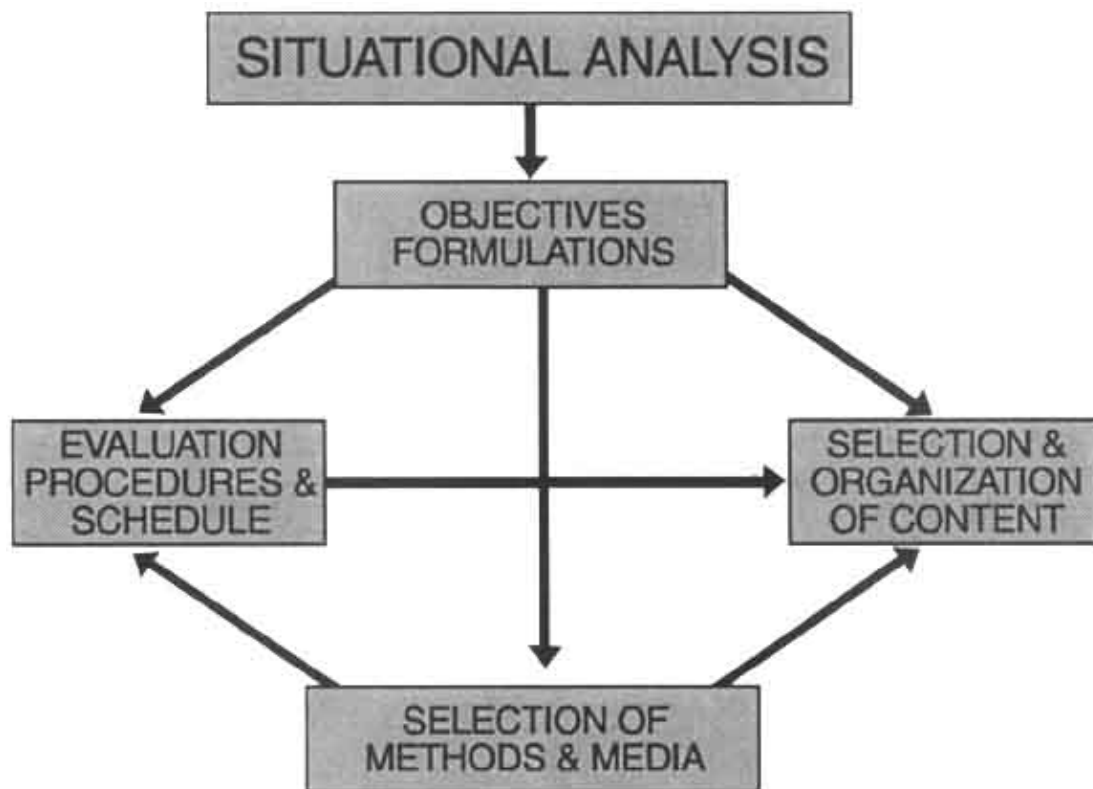 SITUATIONAL ANALYSIS
OBJECTIVES
FORMULATIONS
EVALUATION
PROCEDURES &
SCHEDULE
SELECTION &
ORGANIZATION
OF CONTENT
SELECTION OF
METHODS & MEDIA